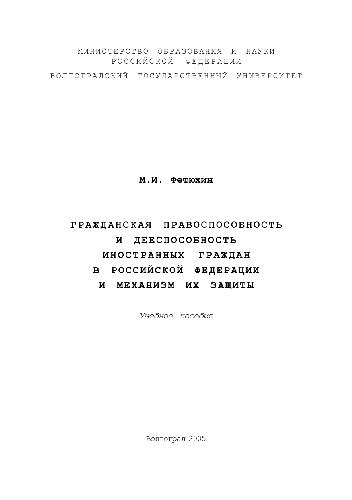 МИНИСТЕРСТВО ОБРАЗОВАНИЯ И НАУКИ
РОССИЙСКОЙ ФЕДЕРАЦИИ
ВОЛГОГРАДСКИЙ ГОСУДАРСТВЕННЫЙ УНИВЕРСИТЕТ
М.И. Фетюхин
ГРАЖДАНСКАЯ ПРАВОСПОСОБНОСТЬ
И ДЕЕСПОСОБНОСТЬ
ИНОСТРАННЫХ ГРАЖДАН
В РОССИЙСКОЙ ФЕДЕРАЦИИ
И МЕХАНИЗМ ИХ ЗАЩИТЫ
Учебное пособие
Волгоград 2005